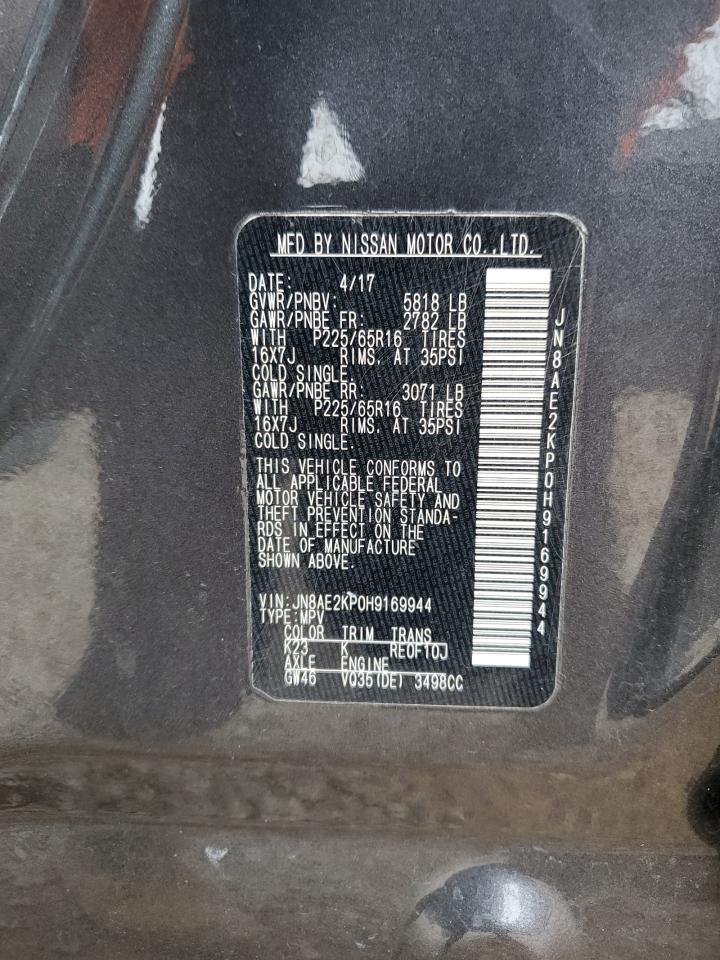 MFD BY NISSAN MOTOR CO.,LTD.
DATE: 4/17
GVWR/PNBV: 5818 LB
GAWR/PNBE FR: 2782 LB
WITH P225/65R16 TIRES
16X7J RIMS, AT 35PSI
COLD SINGLE.
GAWR/PNBE RR: 3071 LB
WITH P225/65R16 TIRES
16X7J RIMS, AT 35PSI
COLD SINGLE.
THIS VEHICLE CONFORMS TO
ALL APPLICABLE FEDERAL
MOTOR VEHICLE SAFETY AND
THEFT PREVENTION STANDA-
RDS IN EFFECT ON THE
DATE OF MANUFACTURE
SHOWN ABOVE.
VIN:JN8AE2KP0H9169944
TYPE:MPV
COLOR TRIM TRANS
K23 K RE0F10J
AXLE ENGINE
GW46 VQ35(DE) 3498CC
JN8AE2KP0H9169944